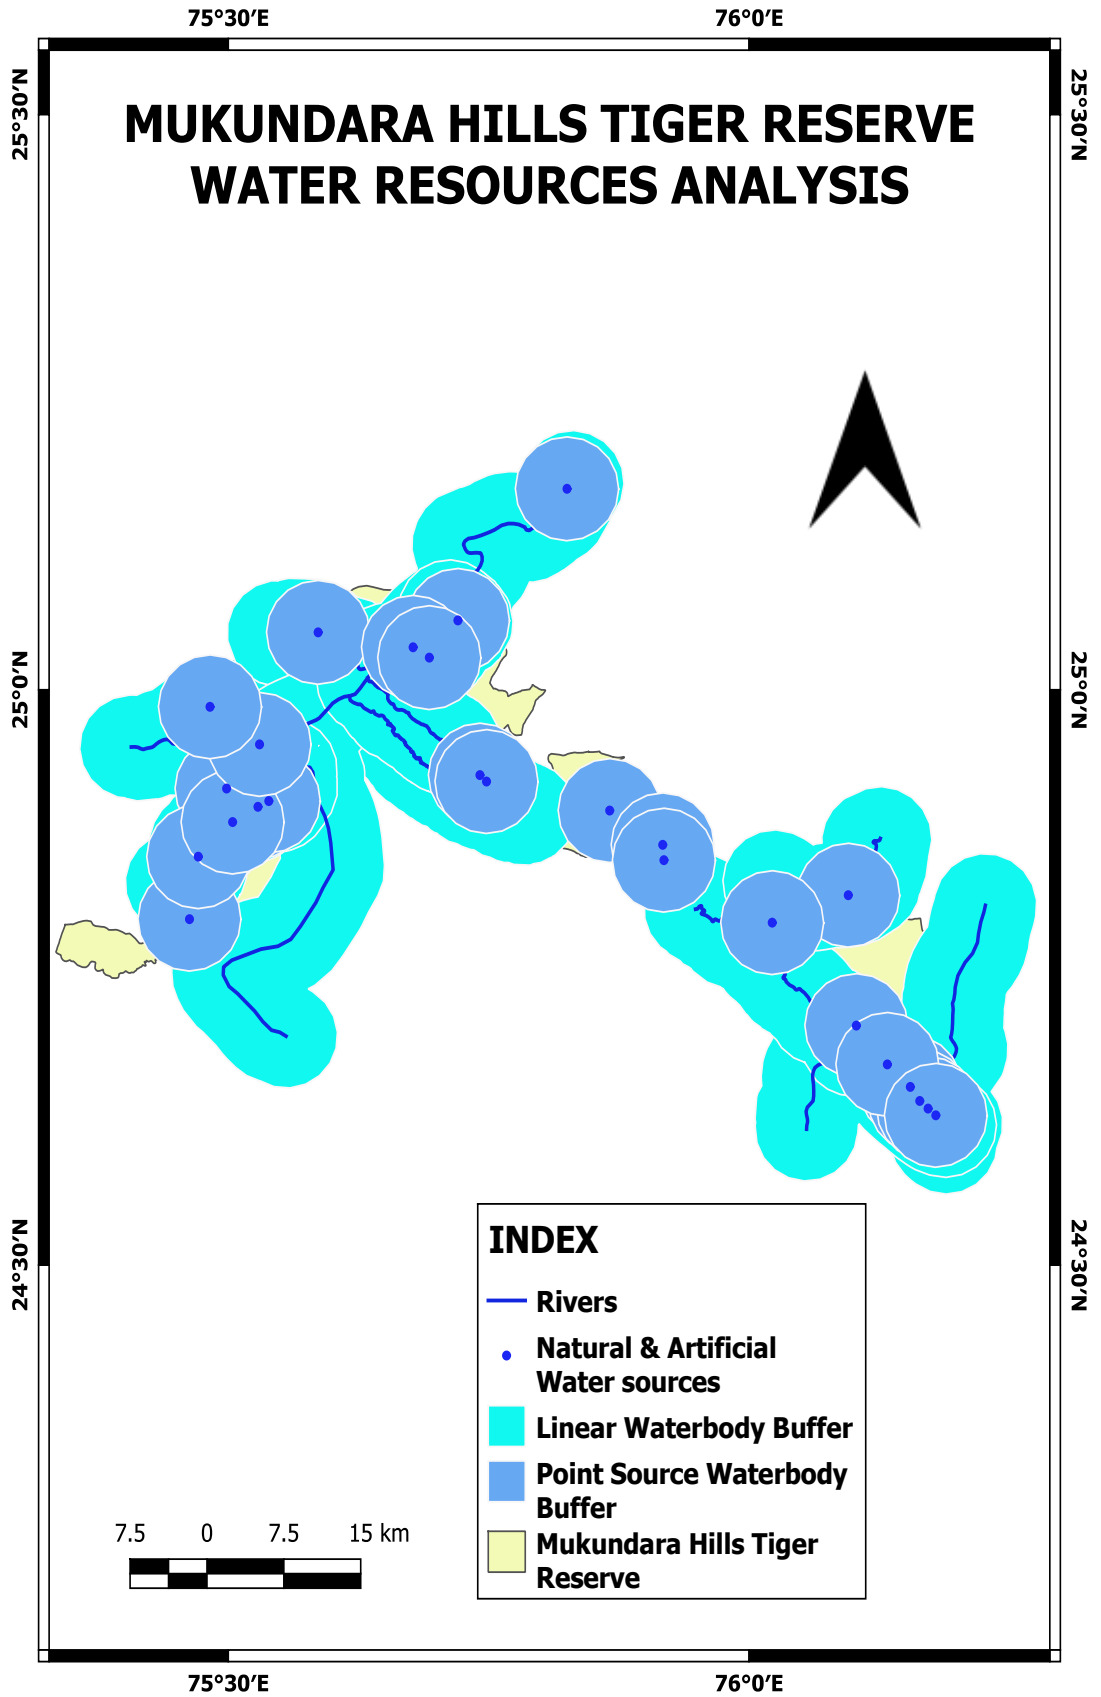 75°30′E 76°0′E
25°30′N 25°30′N
MUKUNDARA HILLS TIGER RESERVE
WATER RESOURCES ANALYSIS
25°0′N 25°0′N
24°30′N 24°30′N
INDEX
Rivers
Natural & Artificial
Water sources
Linear Waterbody Buffer
Point Source Waterbody
Buffer
Mukundara Hills Tiger
Reserve
7.5 0 7.5 15 km
75°30′E 76°0′E